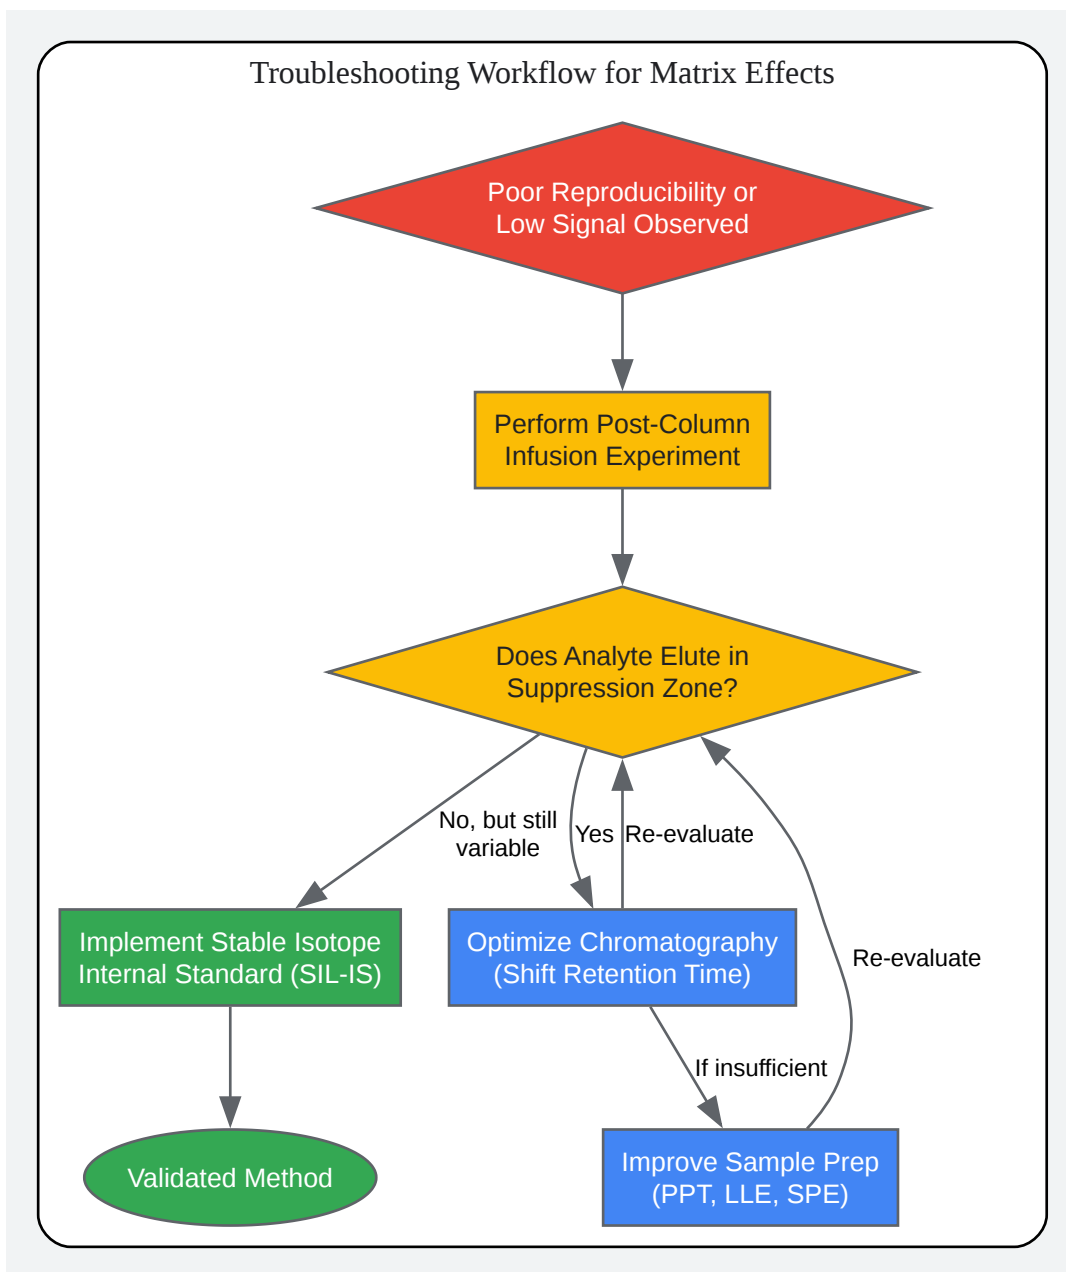 Troubleshooting Workflow for Matrix Effects
Poor Reproducibility or
Low Signal Observed
Perform Post-Column
Infusion Experiment
Does Analyte Elute in
Suppression Zone?
No, but still
variable
Yes
Re-evaluate
Implement Stable Isotope
Internal Standard (SIL-IS)
Optimize Chromatography
(Shift Retention Time)
Re-evaluate
If insufficient
Validated Method
Improve Sample Prep
(PPT, LLE, SPE)